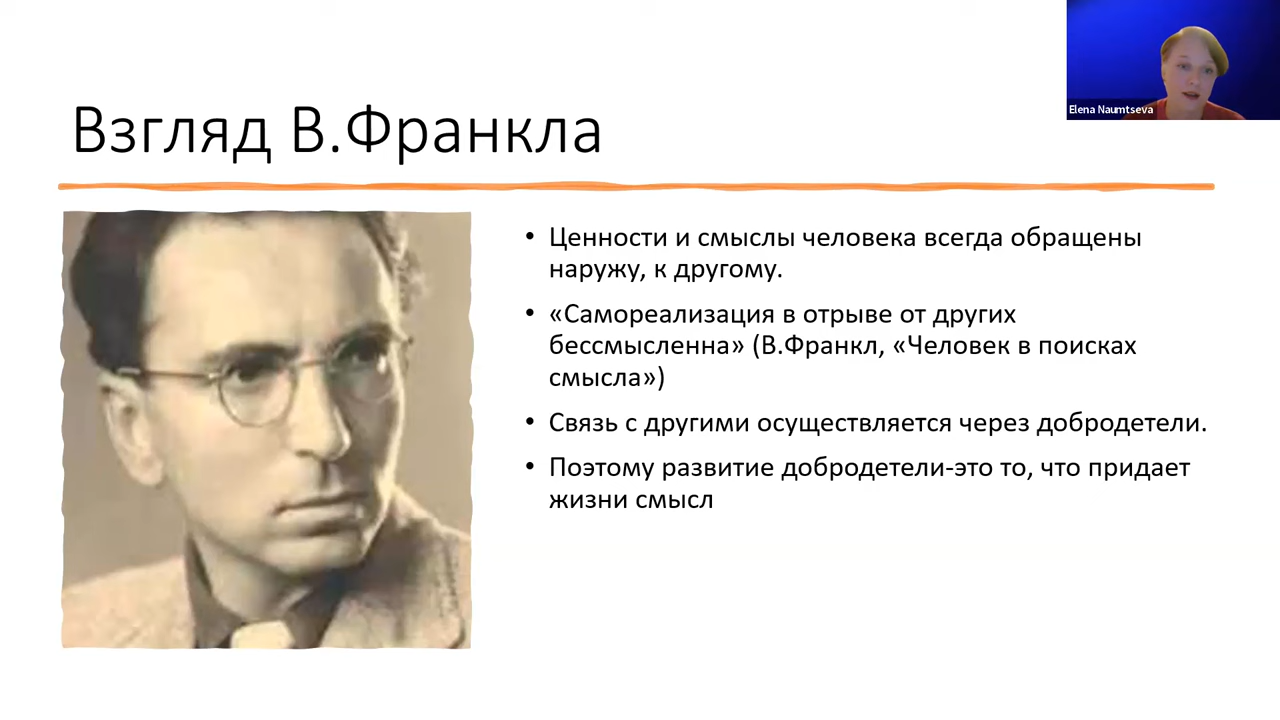 Elena Naumtseva
Взгляд В.Франкла
• Ценности и смыслы человека всегда обращены
наружу, к другому.
• «Самореализация в отрыве от других
бессмысленна» (В.Франкл, «Человек в поисках
смысла»)
• Связь с другими осуществляется через добродетели.
• Поэтому развитие добродетели-это то, что придает
жизни смысл